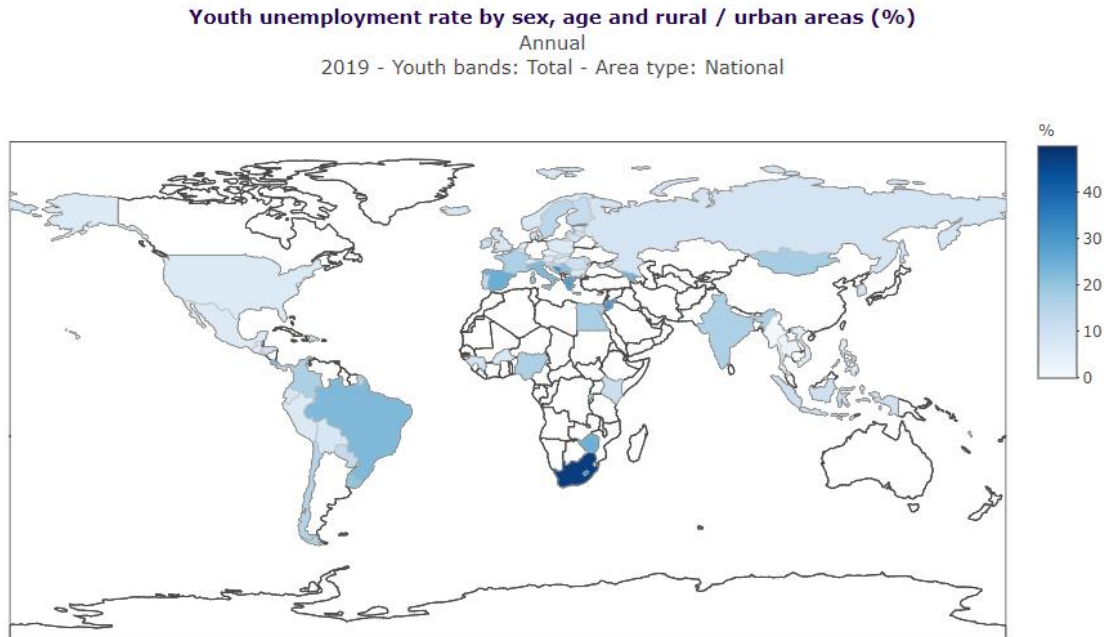 Youth unemployment rate by sex, age and rural / urban areas (%)
Annual
2019 - Youth bands: Total - Area type: National
%
40
30
20
10
0